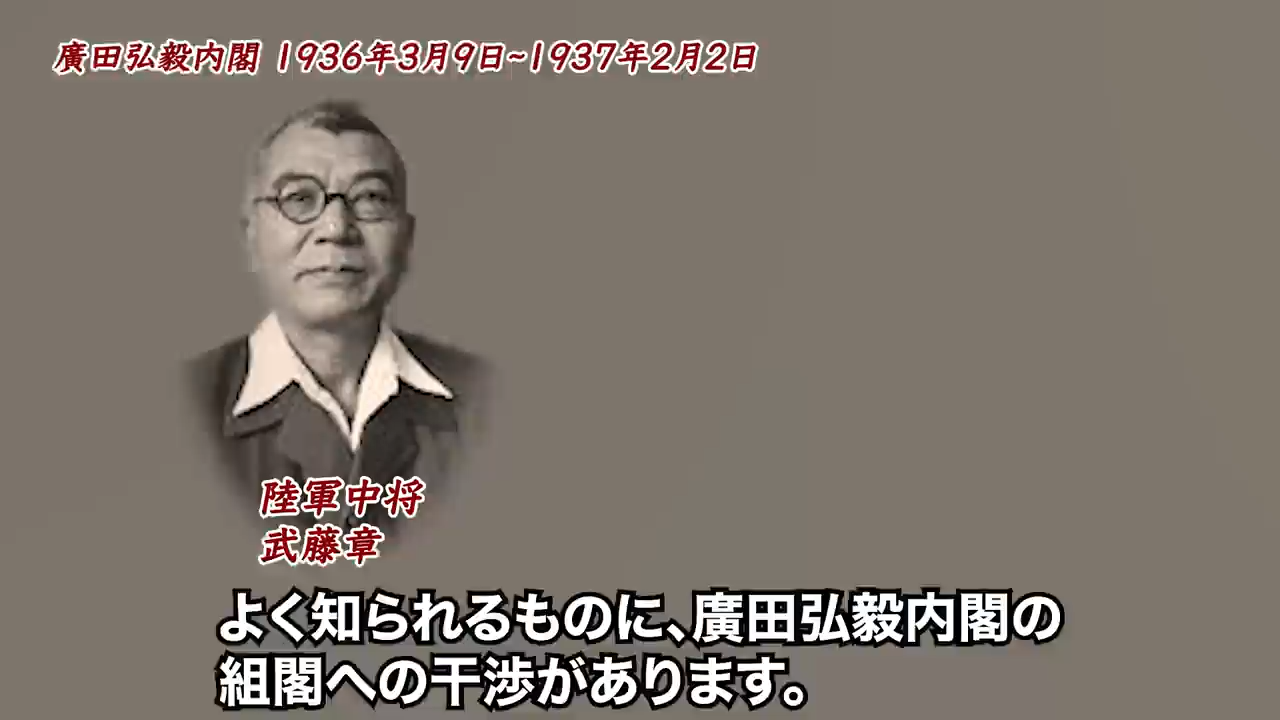 廣田弘毅内閣 1936年3月9日~1937年2月2日
陸軍中将
武藤章
よく知られるものに、廣田弘毅内閣の
組閣への干渉があります。